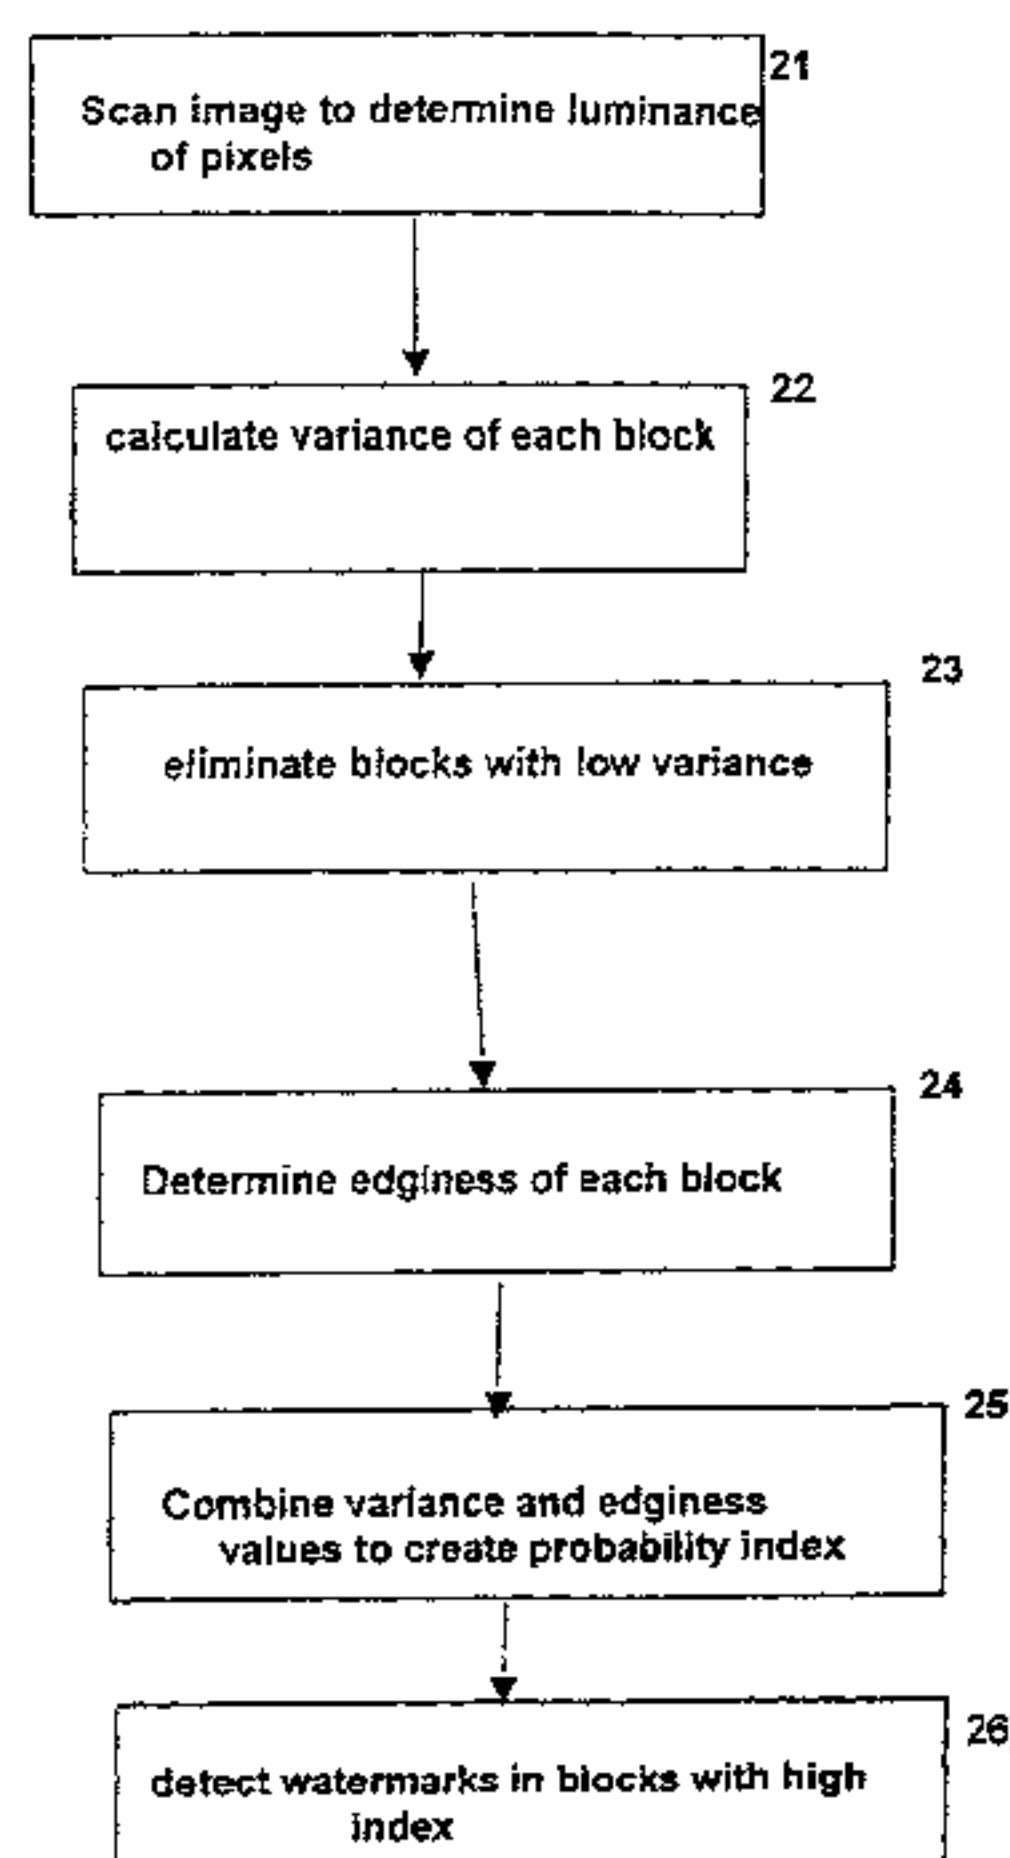 21
Scan image to determine luminance
of pixels
22
calculate variance of each block
23
eliminate blocks with low variance
24
Determine edginess of each block
25
Combine variance and edginess
values to create probability index
26
detect watermarks in blocks with high
index